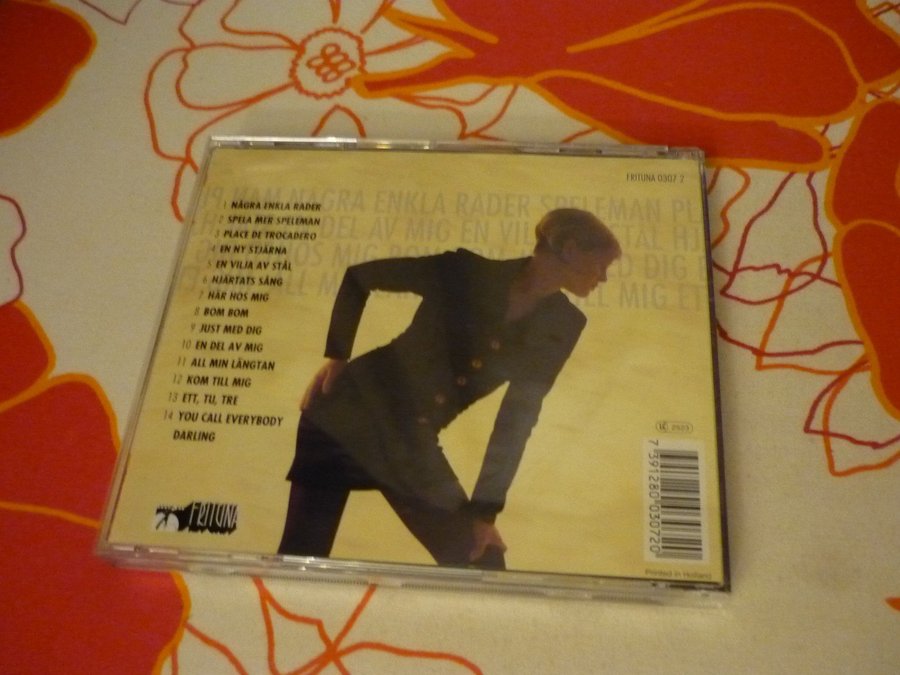 FRITUNA 0307 2
1 NÅGRA ENKLA RADER
2 SPELA MER SPELEMAN
3 PLACE DE TROCADERO
4 EN NY STJÄRNA
5 EN VILJA AV STÅL
6 HJÄRTATS SÅNG
7 HÄR HOS MIG
8 BOM BOM
9 JUST MED DIG
10 EN DEL AV MIG
11 ALL MIN LÄNGTAN
12 KOM TILL MIG
13 ETT, TU, TRE
14 YOU CALL EVERYBODY
DARLING
FRITUNA
7 391280 030720
Printed in Holland